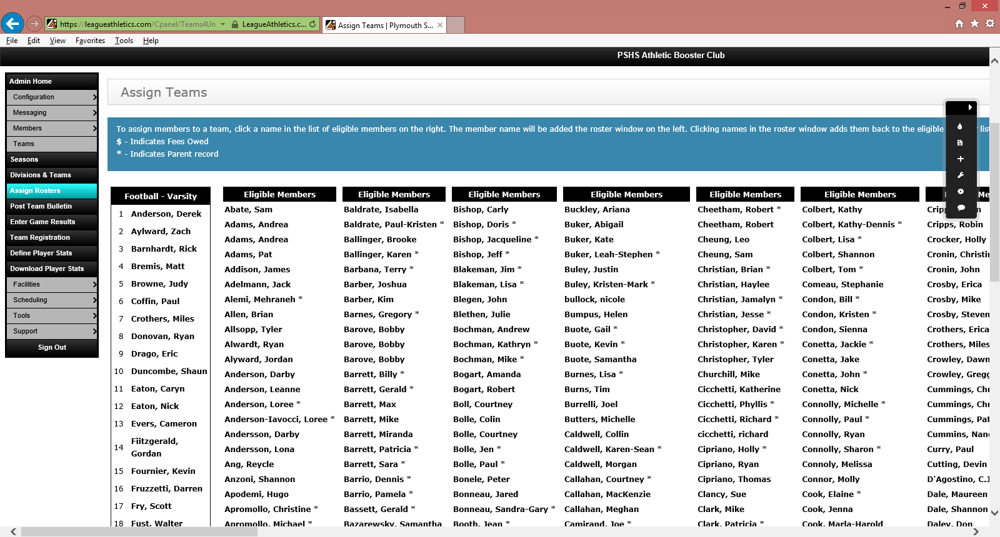 https://leagueathletics.com/Cpanel/Teams4Un
LeagueAthletics.c...
Assign Teams | Plymouth S...
File Edit View Favorites Tools Help
PSHS Athletic Booster Club
Admin Home
Configuration
Messaging
Members
Teams
Seasons
Divisions & Teams
Assign Rosters
Post Team Bulletin
Enter Game Results
Team Registration
Define Player Stats
Download Player Stats
Facilities
Scheduling
Tools
Support
Sign Out
Assign Teams
To assign members to a team, click a name in the list of eligible members on the right. The member name will be added the roster window on the left. Clicking names in the roster window adds them back to the eligible
$ - Indicates Fees Owed
* - Indicates Parent record
Football - Varsity
1 Anderson, Derek
2 Aylward, Zach
3 Barnhardt, Rick
4 Bremis, Matt
5 Browne, Judy
6 Coffin, Paul
7 Crothers, Miles
8 Donovan, Ryan
9 Drago, Eric
10 Duncombe, Shaun
11 Eaton, Caryn
12 Eaton, Nick
13 Evers, Cameron
14 Fiitzgerald,
Gordan
15 Fournier, Kevin
16 Fruzzetti, Darren
17 Fry, Scott
18 Fust, Walter
Eligible Members
Abate, Sam
Adams, Andrea
Adams, Andrea
Adams, Pat
Addison, James
Adelmann, Jack
Alemi, Mehraneh *
Allen, Brian
Allsopp, Tyler
Alwardt, Ryan
Alyward, Jordan
Anderson, Darby
Anderson, Leanne
Anderson, Loree *
Anderson-Iavocci, Loree *
Andersson, Darby
Andersson, Lona
Ang, Reycle
Anzoni, Shannon
Apodemi, Hugo
Apromollo, Christine *
Apromollo, Michael *
Eligible Members
Baldrate, Isabella
Baldrate, Paul-Kristen *
Ballinger, Brooke
Ballinger, Karen *
Barbana, Terry *
Barber, Joshua
Barber, Kim
Barnes, Gregory *
Barove, Bobby
Barove, Bobby
Barove, Bobby
Barrett, Billy *
Barrett, Gerald *
Barrett, Max
Barrett, Mike
Barrett, Miranda
Barrett, Patricia *
Barrett, Sara *
Barrio, Dennis *
Barrio, Pamela *
Bassett, Gerald *
Bazarewsky, Samantha
Eligible Members
Bishop, Carly
Bishop, Doris *
Bishop, Jacqueline *
Bishop, Jeff *
Blakeman, Jim *
Blakeman, Lisa *
Blegen, John
Blethen, Julie
Bochman, Andrew
Bochman, Kathryn *
Bochman, Mike *
Bogart, Amanda
Bogart, Robert
Boll, Courtney
Bolle, Colin
Bolle, Courtney
Bolle, Jen *
Bolle, Paul *
Bonele, Peter
Bonneau, Jared
Bonneau, Sandra-Gary *
Booth, Jean *
Eligible Members
Buckley, Ariana
Buker, Abigail
Buker, Kate
Buker, Leah-Stephen *
Buley, Justin
Buley, Kristen-Mark *
bullock, nicole
Bumpus, Helen
Buote, Gail *
Buote, Kevin *
Buote, Samantha
Burnes, Lisa *
Burns, Tim
Burrelli, Joel
Butters, Michelle
Caldwell, Collin
Caldwell, Karen-Sean *
Caldwell, Morgan
Callahan, Courtney *
Callahan, MacKenzie
Callahan, Meghan
Camirand, Joe *
Eligible Members
Cheetham, Robert *
Cheetham, Robert
Cheung, Leo
Cheung, Sam
Christian, Brian *
Christian, Haylee
Christian, Jamalyn *
Christian, Jesse *
Christopher, David *
Christopher, Karen *
Christopher, Tyler
Churchill, Mike
Cicchetti, Katherine
Cicchetti, Phyllis *
Cicchetti, Richard *
cicchetti, richard
Cipriano, Holly *
Cipriano, Ryan
Cipriano, Thomas
Clancy, Sue
Clark, Mike
Clark, Patricia *
Eligible Members
Colbert, Kathy
Colbert, Kathy-Dennis *
Colbert, Lisa *
Colbert, Shannon
Colbert, Tom *
Comeau, Stephanie
Condon, Bill *
Condon, Kristen *
Condon, Sienna
Conetta, Jackie *
Conetta, Jake
Conetta, John *
Conetta, Nick
Connolly, Michelle *
Connolly, Paul *
Connolly, Ryan
Connolly, Sharon *
Connoly, Melissa
Connor, Molly
Cook, Elaine *
Cook, Jenna
Cook, Marla-Harold
Cripps, Robin
Crocker, Holly
Cronin, Christin
Cronin, John
Crosby, Erica
Crosby, Mike
Crosby, Steven
Crothers, Erica
Crothers, Miles
Crowley, Dawn
Crowley, Greg
Cummings, Chr
Cummings, Chr
Cummings, Pat
Cummins, Nan
Curry, Paul
Cutting, Devin
D'Agostino, C.J
Dale, Maureen
Dale, Shannon
Daley, Don